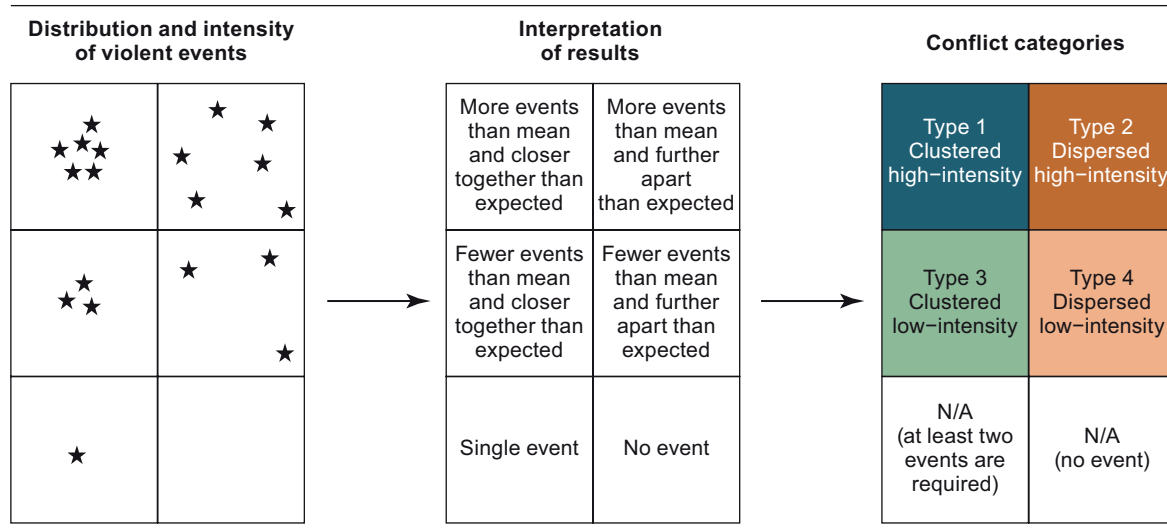 Distribution and intensity
of violent events
Interpretation
of results
Conflict categories
More events
than mean
and closer
together than
expected
More events
than mean
and further
apart
than expected
Fewer events
than mean
and closer
together than
expected
Fewer events
than mean
and further
apart than
expected
Single event
No event
Type 1
Clustered
high−intensity
Type 2
Dispersed
high−intensity
Type 3
Clustered
low−intensity
Type 4
Dispersed
low−intensity
N/A
(at least two
events are
required)
N/A
(no event)